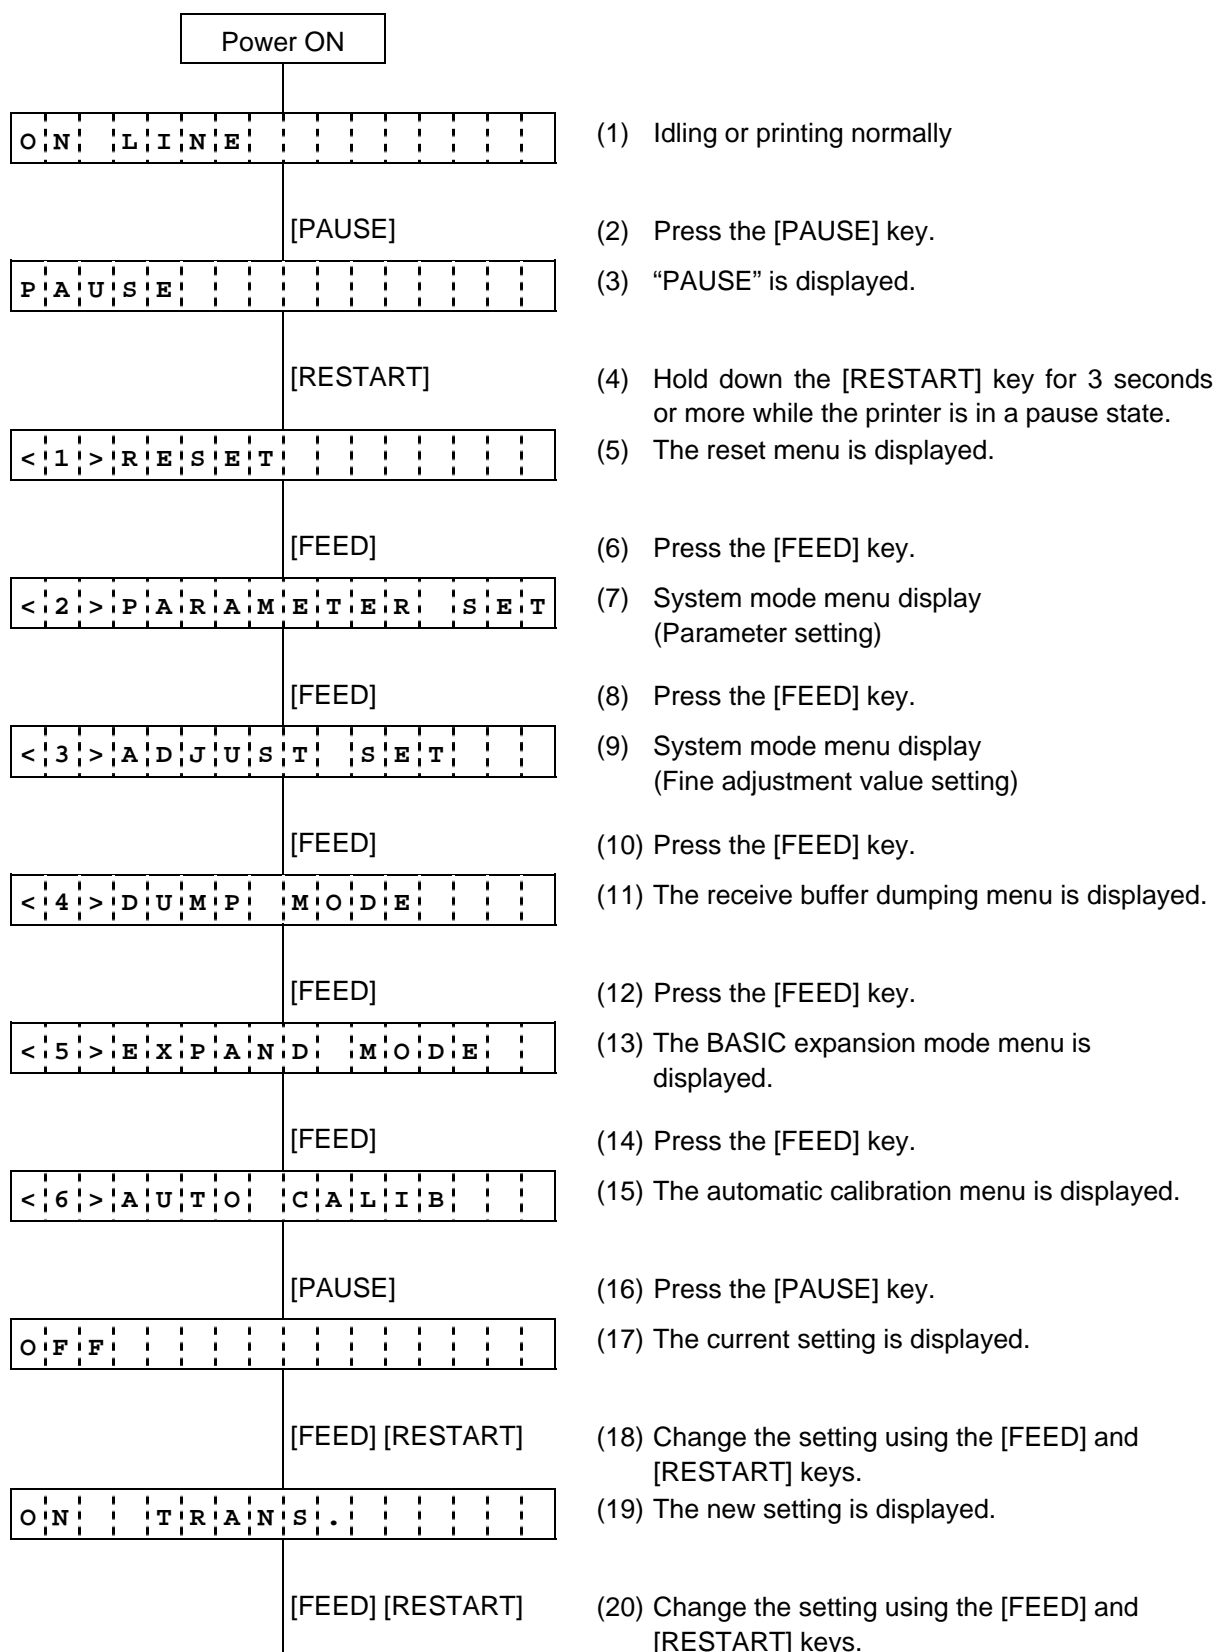 Power ON
ON LINE
(1) Idling or printing normally
[PAUSE]
(2) Press the [PAUSE] key.
PAUSE
(3) “PAUSE” is displayed.
[RESTART]
(4) Hold down the [RESTART] key for 3 seconds
or more while the printer is in a pause state.
<1>RESET
(5) The reset menu is displayed.
[FEED]
(6) Press the [FEED] key.
<2>PARAMETER SET
(7) System mode menu display
(Parameter setting)
[FEED]
(8) Press the [FEED] key.
<3>ADJUST SET
(9) System mode menu display
(Fine adjustment value setting)
[FEED]
(10) Press the [FEED] key.
<4>DUMP MODE
(11) The receive buffer dumping menu is displayed.
[FEED]
(12) Press the [FEED] key.
<5>EXPAND MODE
(13) The BASIC expansion mode menu is
displayed.
[FEED]
(14) Press the [FEED] key.
<6>AUTO CALIB
(15) The automatic calibration menu is displayed.
[PAUSE]
(16) Press the [PAUSE] key.
OFF
(17) The current setting is displayed.
[FEED] [RESTART]
(18) Change the setting using the [FEED] and
[RESTART] keys.
ON  TRANS.
(19) The new setting is displayed.
[FEED] [RESTART]
(20) Change the setting using the [FEED] and
[RESTART] keys.